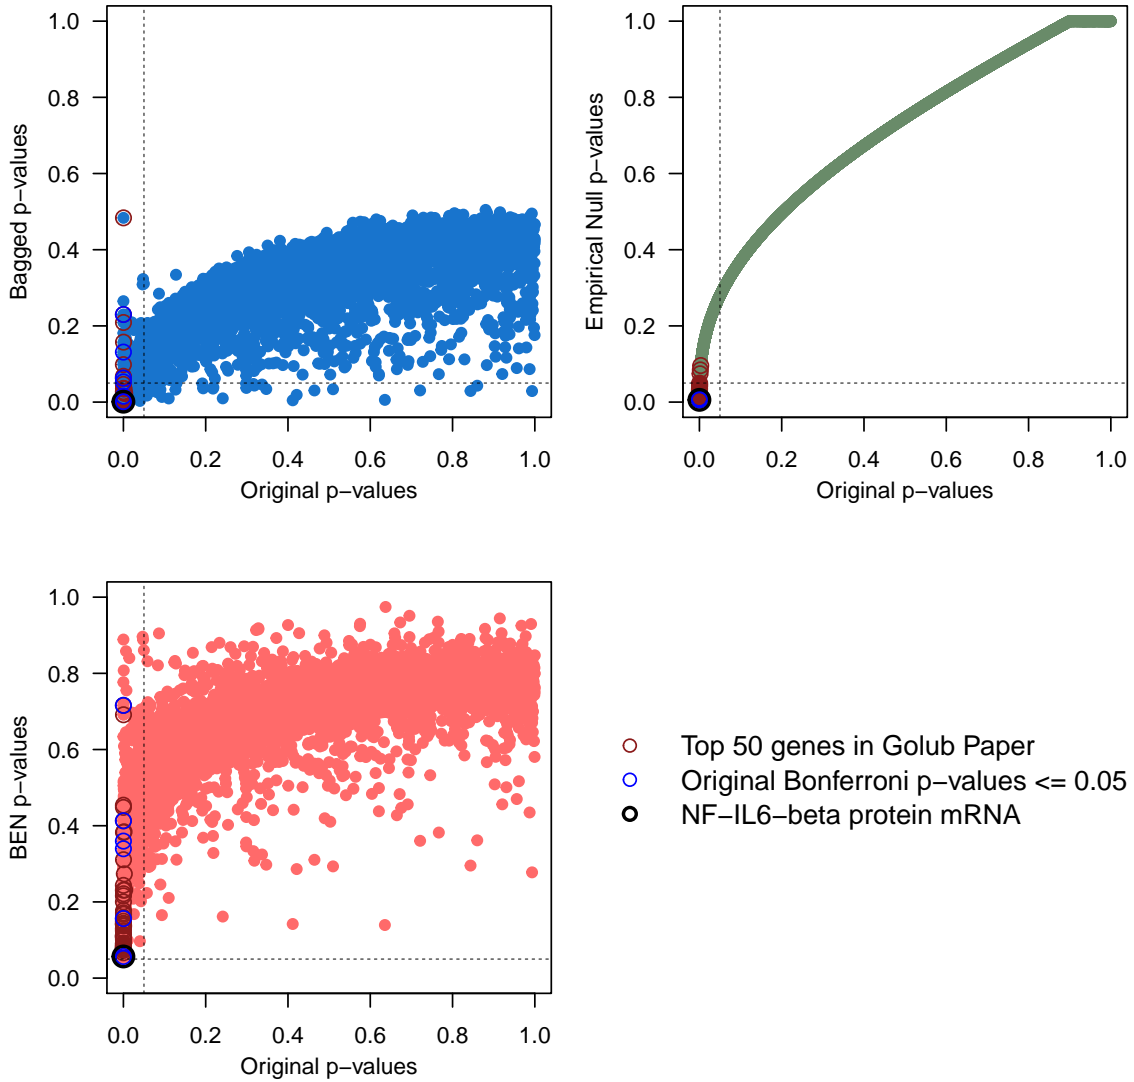 1.0
0.8
0.6
0.4
0.2
0.0
Bagged p−values
0.0 0.2 0.4 0.6 0.8 1.0
Original p−values
1.0
0.8
0.6
0.4
0.2
0.0
Empirical Null p−values
0.0 0.2 0.4 0.6 0.8 1.0
Original p−values
1.0
0.8
0.6
0.4
0.2
0.0
BEN p−values
0.0 0.2 0.4 0.6 0.8 1.0
Original p−values
Top 50 genes in Golub Paper
Original Bonferroni p−values <= 0.05
NF−IL6−beta protein mRNA